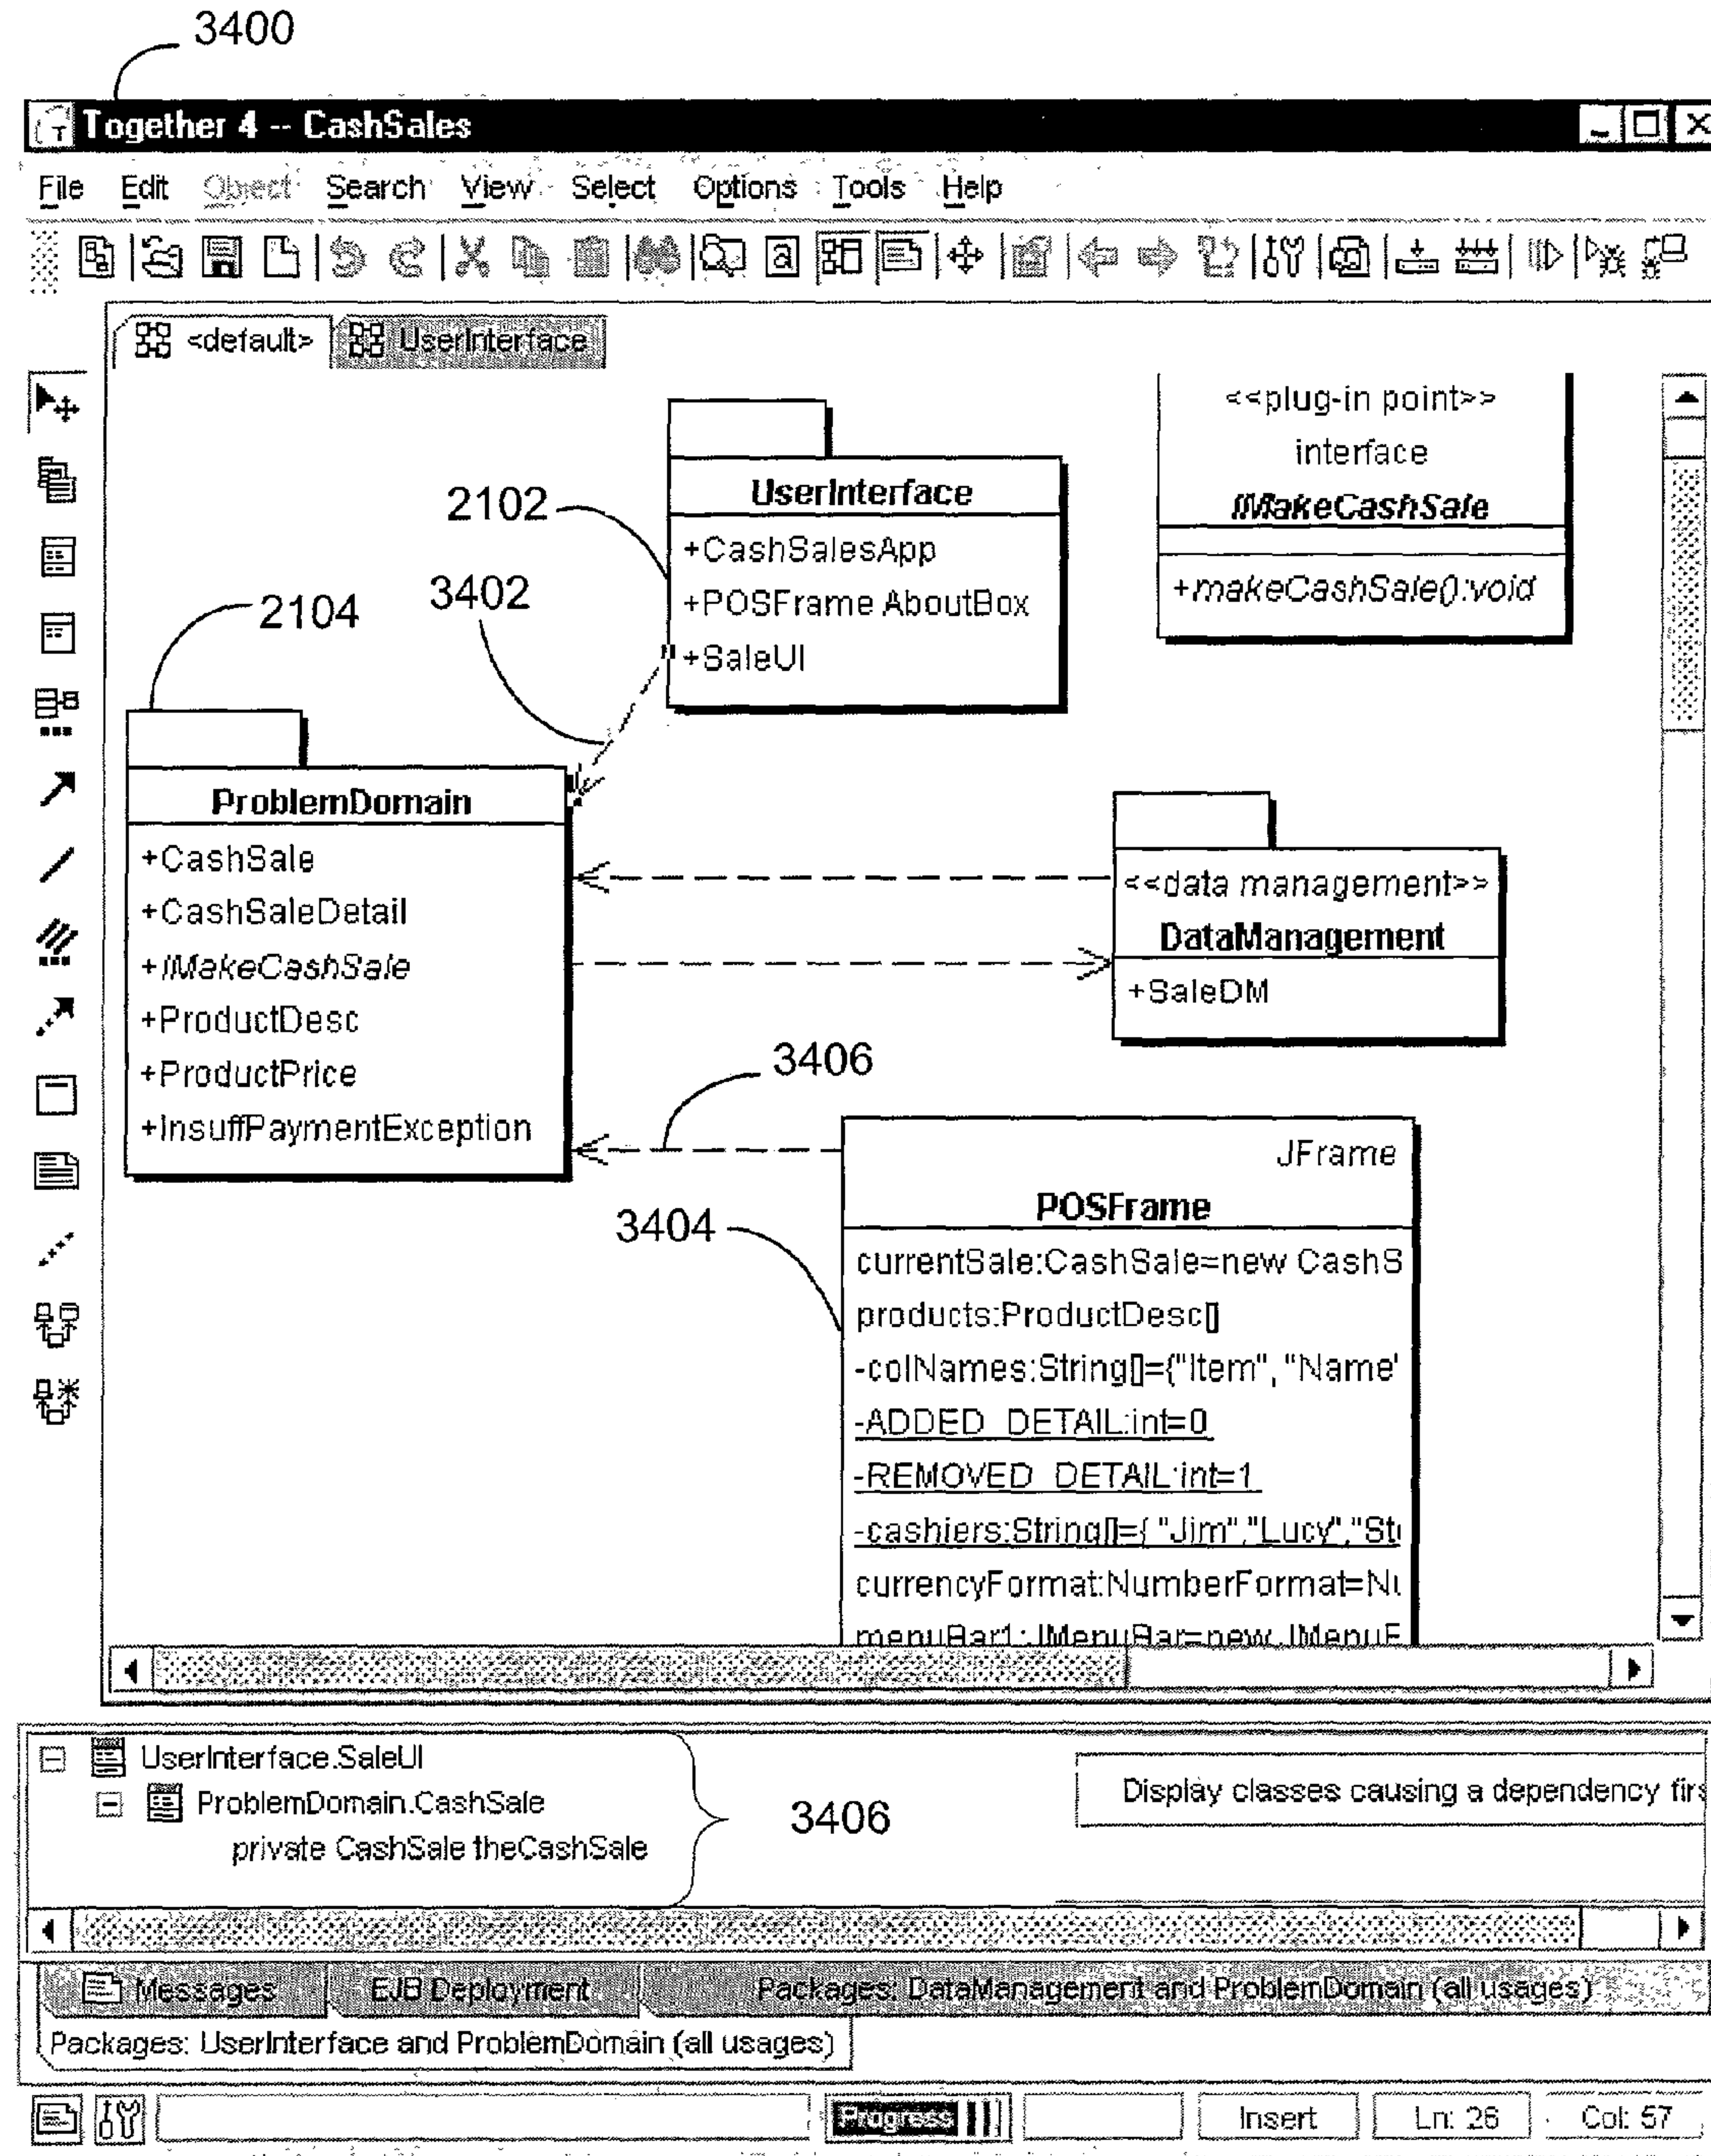 3400
Together 4 -- CashSales
File Edit Object Search View Select Options Tools Help
<default> UserInterface
<<plug-in point>>
interface
IMakeCashSale
+makeCashSale():void
2102
UserInterface
+CashSalesApp
+POSFrame AboutBox
+SaleUI
3402
2104
ProblemDomain
+CashSale
+CashSaleDetail
+IMakeCashSale
+ProductDesc
+ProductPrice
+InsuffPaymentException
<<data management>>
DataManagement
+SaleDM
3406
3404
JFrame
POSFrame
currentSale:CashSale=new CashS
products:ProductDesc[]
-colNames:String[]={"Item", "Name"
-ADDED_DETAIL:int=0
-REMOVED_DETAIL:int=1
-cashiers:String[]={ "Jim","Lucy","St
currencyFormat:NumberFormat=Nu
menuBar1:JMenuBar=new JMenuE
UserInterface.SaleUI
ProblemDomain.CashSale
private CashSale theCashSale
3406
Display classes causing a dependency firs
Messages EJB Deployment Packages: DataManagement and ProblemDomain (all usages)
Packages: UserInterface and ProblemDomain (all usages)
Progress Insert Ln: 26 Col: 57